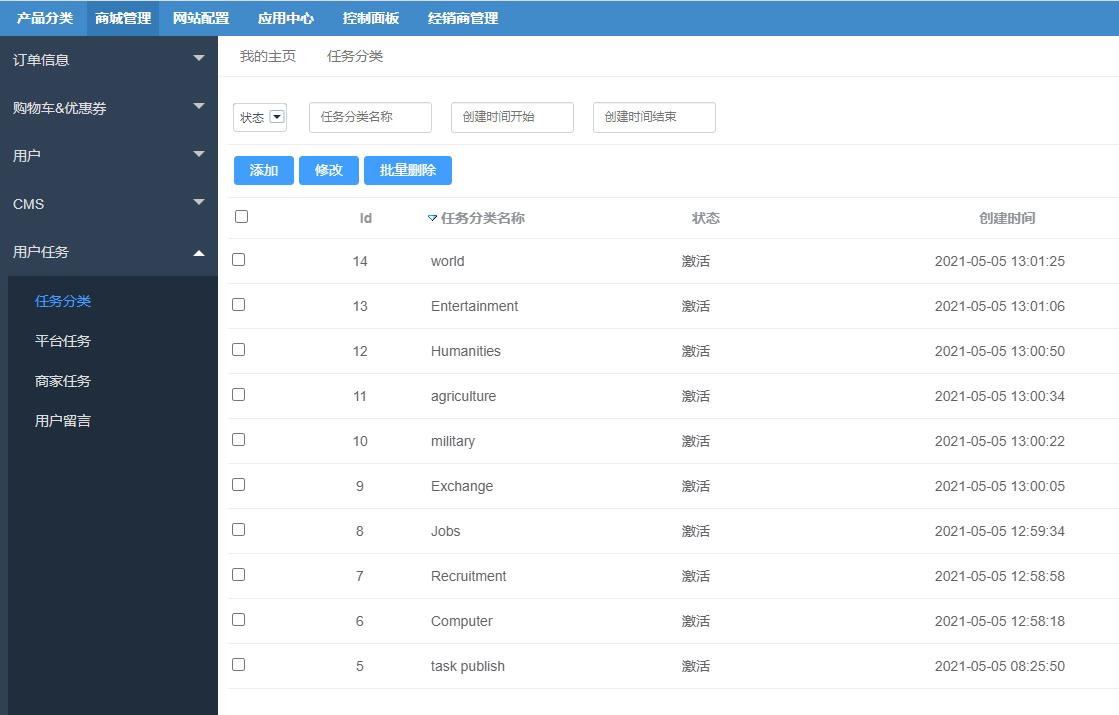 产品分类 商城管理 网站配置 应用中心 控制面板 经销商管理
订单信息
购物车&优惠券
用户
CMS
用户任务
任务分类
平台任务
商家任务
用户留言
我的主页 任务分类
状态 任务分类名称 创建时间开始 创建时间结束
添加 修改 批量删除
Id 任务分类名称 状态 创建时间
14 world 激活 2021-05-05 13:01:25
13 Entertainment 激活 2021-05-05 13:01:06
12 Humanities 激活 2021-05-05 13:00:50
11 agriculture 激活 2021-05-05 13:00:34
10 military 激活 2021-05-05 13:00:22
9 Exchange 激活 2021-05-05 13:00:05
8 Jobs 激活 2021-05-05 12:59:34
7 Recruitment 激活 2021-05-05 12:58:58
6 Computer 激活 2021-05-05 12:58:18
5 task publish 激活 2021-05-05 08:25:50